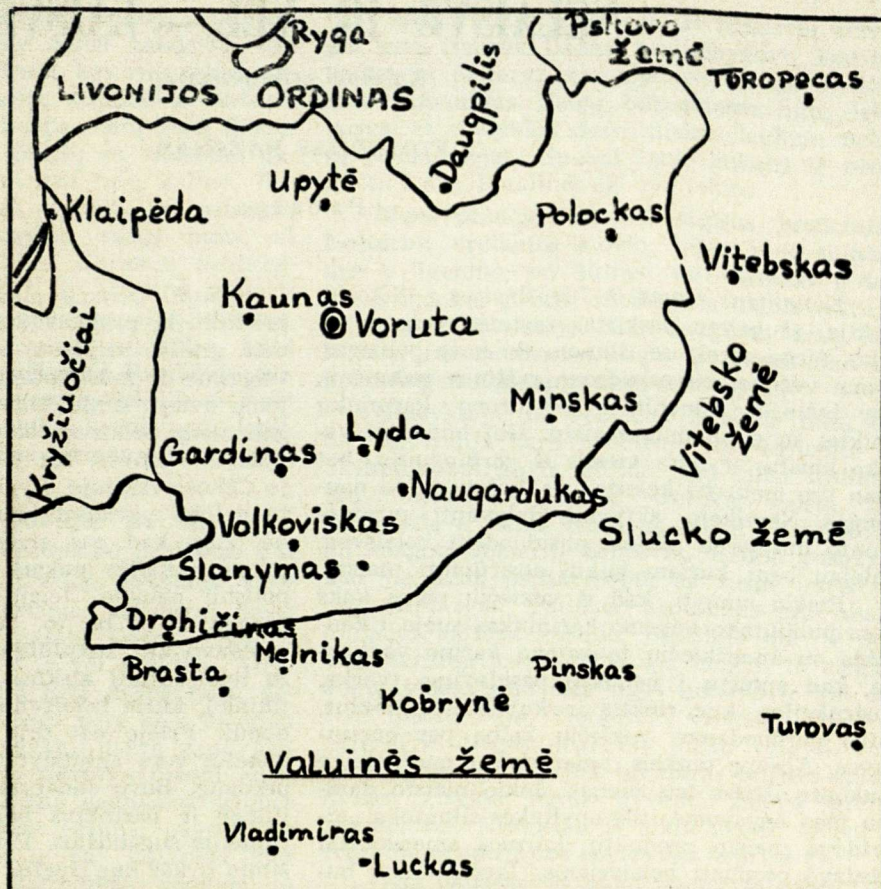 Ryga
Pskovo
žemė
TOROPECAS
LIVONIJOS ORDINAS
Daugpilis
Upytė
Klaipėda
Polockas
Vitebskas
Kaunas
Voruta
Kryžiuočiai
Minskas
Vitebsko
žemė
Lyda
Gardinas
Naugardukas
Volkoviskas
Slucko žemė
Slanymas
Drohičinas
Melnikas
Brasta
Pinskas
Kobrynė
Turovas
Valuinės žemė
Vladimiras
Luckas